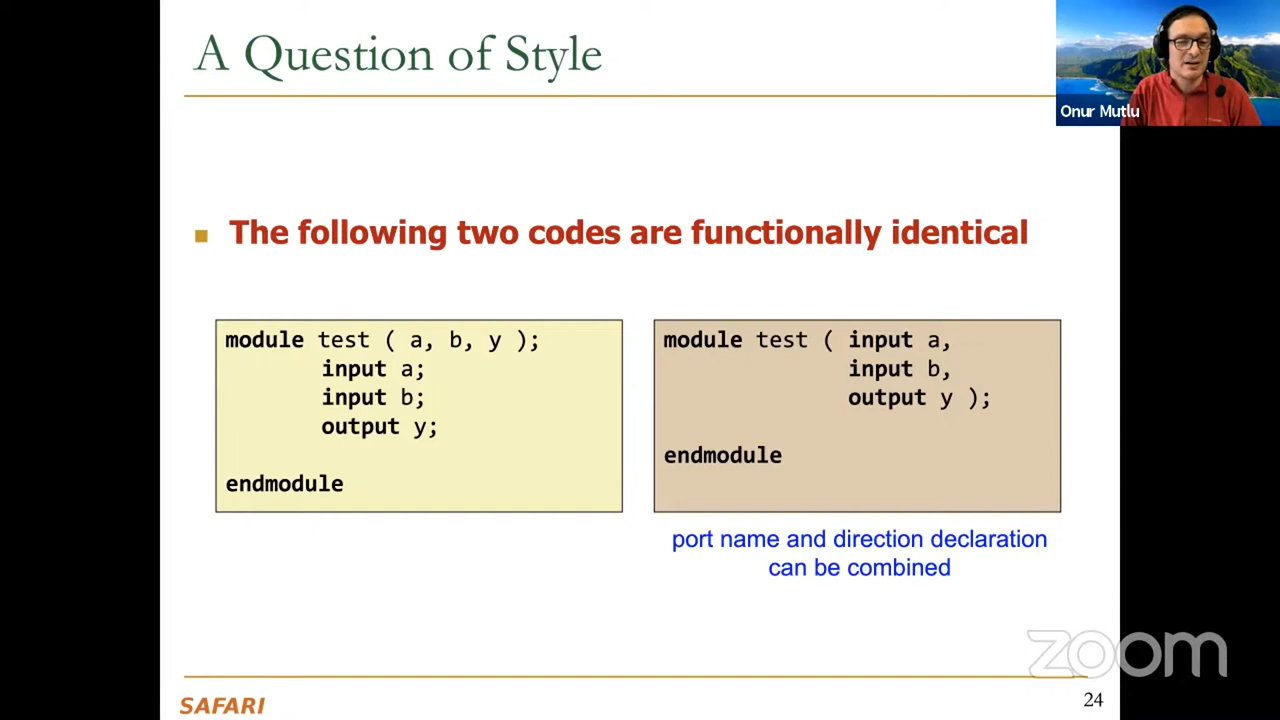 A Question of Style
Onur Mutlu
The following two codes are functionally identical
module test ( a, b, y );
input a;
input b;
output y;
endmodule
module test ( input a,
input b,
output y );
endmodule
port name and direction declaration
can be combined
zoom
SAFARI
24